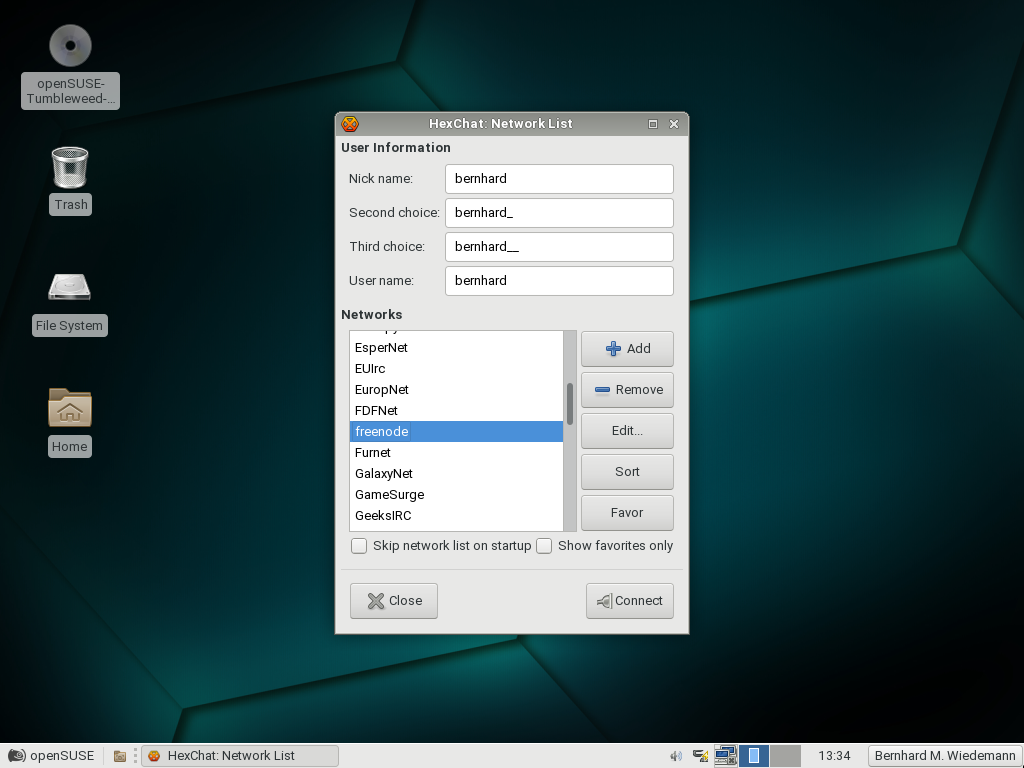 openSUSE-
Tumbleweed-...
Trash
File System
Home
HexChat: Network List
User Information
Nick name: bernhard
Second choice: bernhard_
Third choice: bernhard__
User name: bernhard
Networks
EsperNet
EUIrc
EuropNet
FDFNet
freenode
Furnet
GalaxyNet
GameSurge
GeeksIRC
Add
Remove
Edit...
Sort
Favor
Skip network list on startup
Show favorites only
Close
Connect
openSUSE
HexChat: Network List
13:34
Bernhard M. Wiedemann